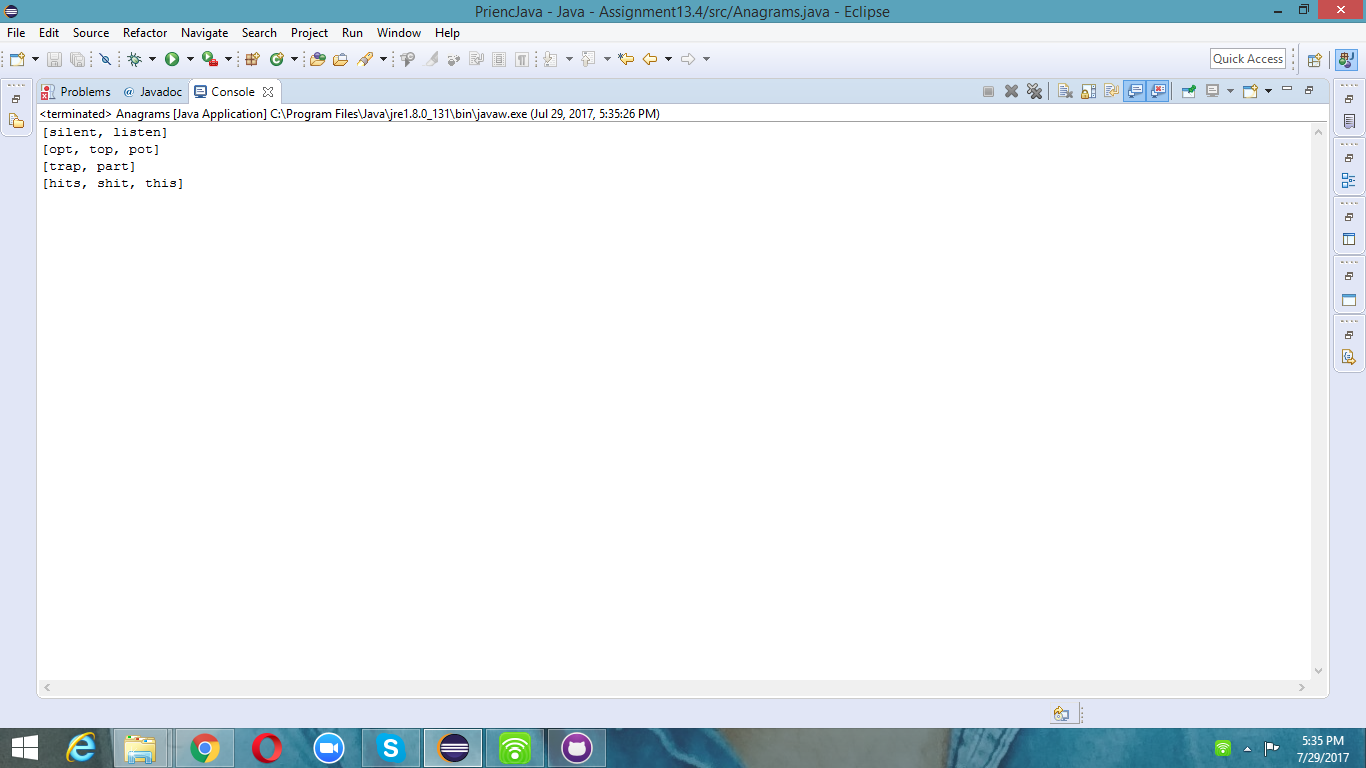 PriencJava - Java - Assignment13.4/src/Anagrams.java - Eclipse
File Edit Source Refactor Navigate Search Project Run Window Help
Quick Access
Problems @ Javadoc Console
<terminated> Anagrams [Java Application] C:\Program Files\Java\jre1.8.0_131\bin\javaw.exe (Jul 29, 2017, 5:35:26 PM)
[silent, listen]
[opt, top, pot]
[trap, part]
[hits, shit, this]
5:35 PM
7/29/2017